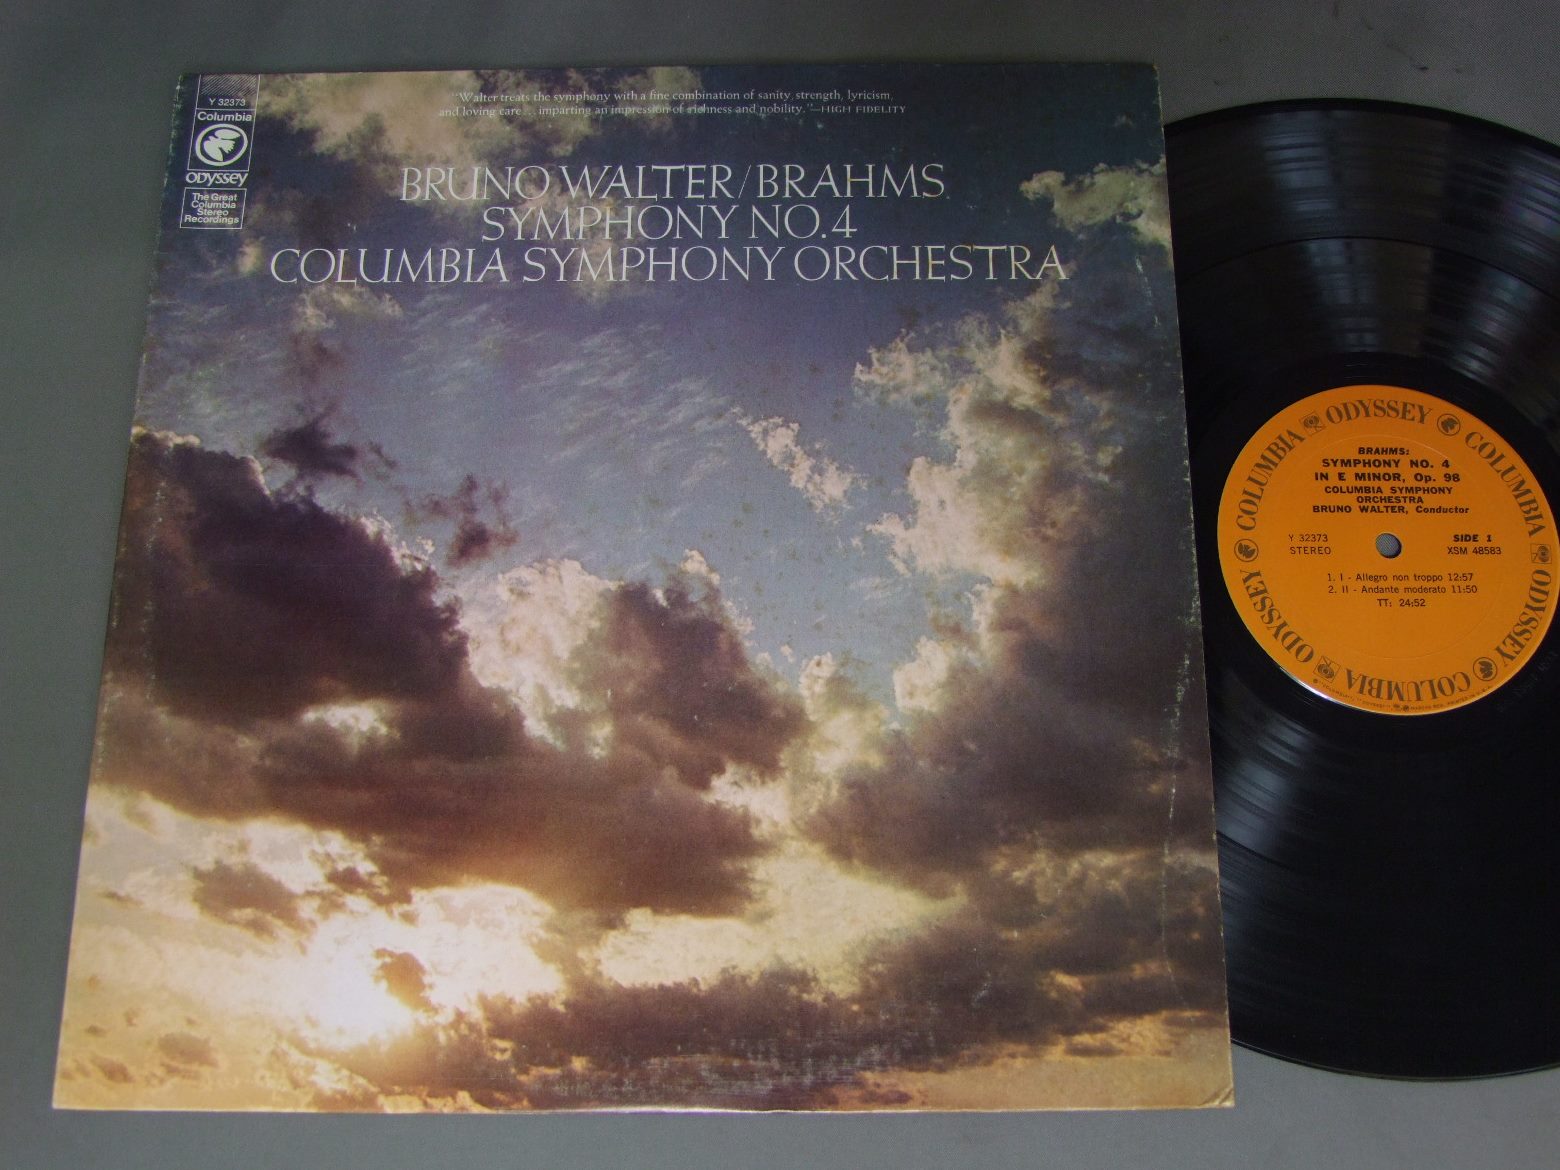 Y 32373
Columbia
ODYSSEY
The Great
Columbia
Stereo
Recordings
"Walter treats the symphony with a fine combination of sanity, strength, lyricism,
and loving care... imparting an impression of richness and nobility."—HIGH FIDELITY
BRUNO WALTER/BRAHMS
SYMPHONY NO.4
COLUMBIA SYMPHONY ORCHESTRA
COLUMBIA ODYSSEY COLUMBIA ODYSSEY COLUMBIA ODYSSEY
BRAHMS:
SYMPHONY NO. 4
IN E MINOR, Op. 98
COLUMBIA SYMPHONY
ORCHESTRA
BRUNO WALTER, Conductor
Y 32373
STEREO
SIDE 1
XSM 48583
1. I - Allegro non troppo 12:57
2. II - Andante moderato 11:50
TT: 24:52